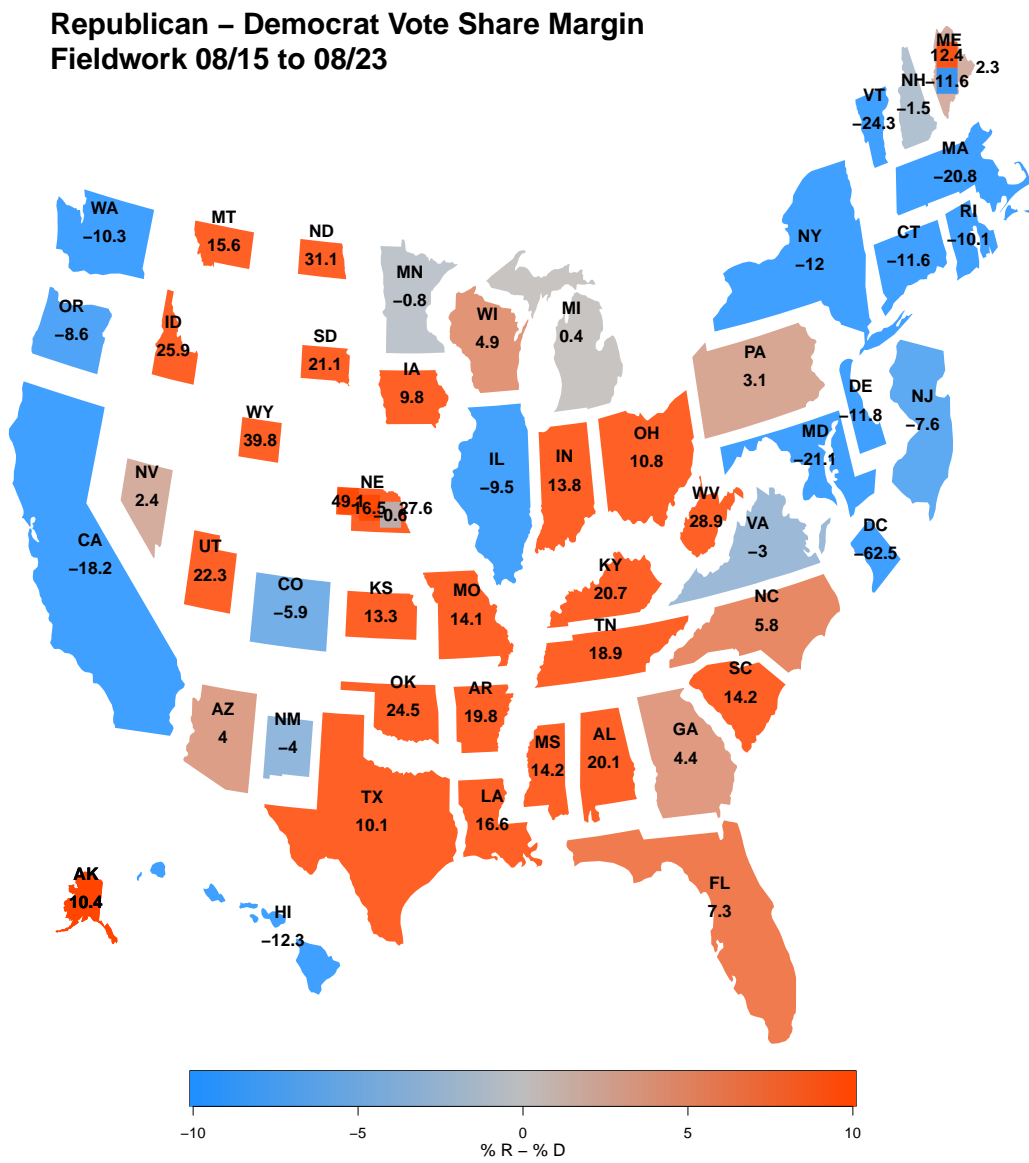 Republican – Democrat Vote Share Margin
Fieldwork 08/15 to 08/23
ME
12.4
2.3
NH
−11.6
−1.5
VT
−24.3
MA
−20.8
WA
−10.3
MT
15.6
ND
31.1
RI
−10.1
NY
−12
CT
−11.6
MN
−0.8
OR
−8.6
ID
25.9
WI
4.9
MI
0.4
SD
21.1
PA
3.1
IA
9.8
DE
−11.8
NJ
−7.6
WY
39.8
MD
−21.1
OH
10.8
IL
−9.5
IN
13.8
NV
2.4
NE
49.1
16.5
−0.6
27.6
WV
28.9
VA
−3
DC
−62.5
CA
−18.2
UT
22.3
CO
−5.9
KS
13.3
MO
14.1
KY
20.7
NC
5.8
TN
18.9
SC
14.2
OK
24.5
AR
19.8
AZ
4
NM
−4
MS
14.2
AL
20.1
GA
4.4
TX
10.1
LA
16.6
AK
10.4
FL
7.3
HI
−12.3
−10
−5
0
5
10
% R − % D